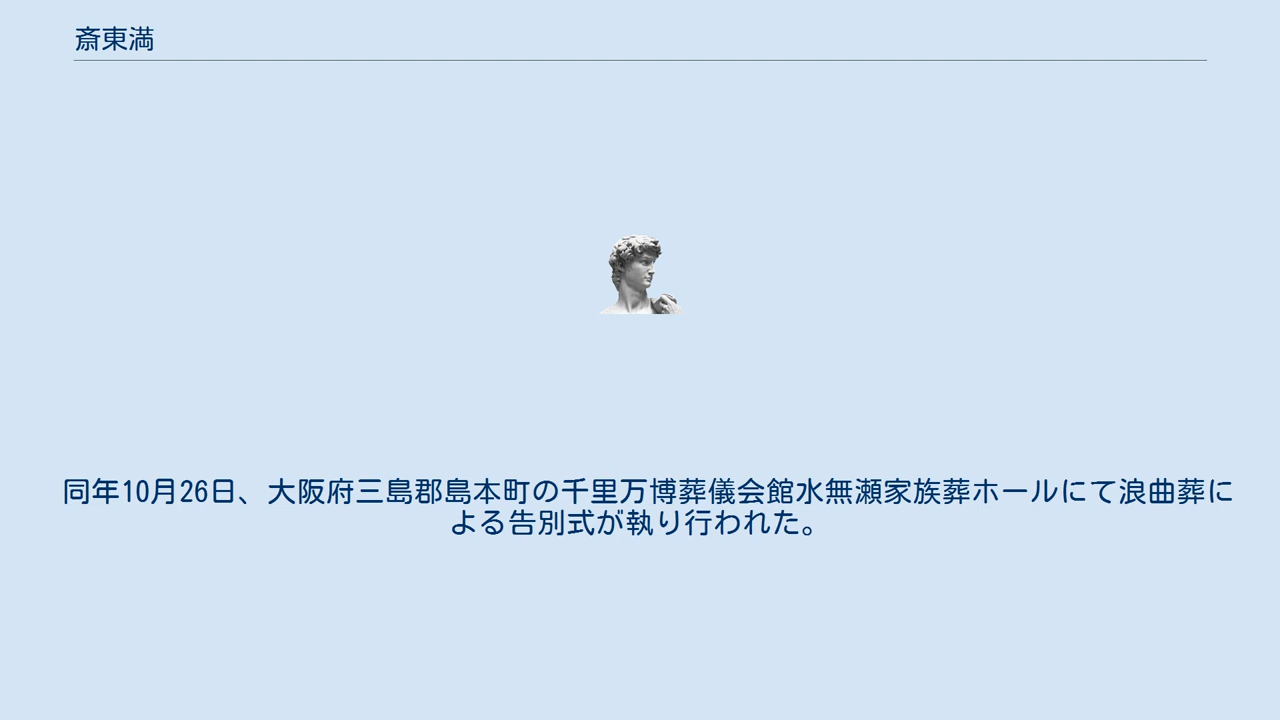 斎東満
同年10月26日、大阪府三島郡島本町の千里万博葬儀会館水無瀬家族葬ホールにて浪曲葬に
よる告別式が執り行われた。